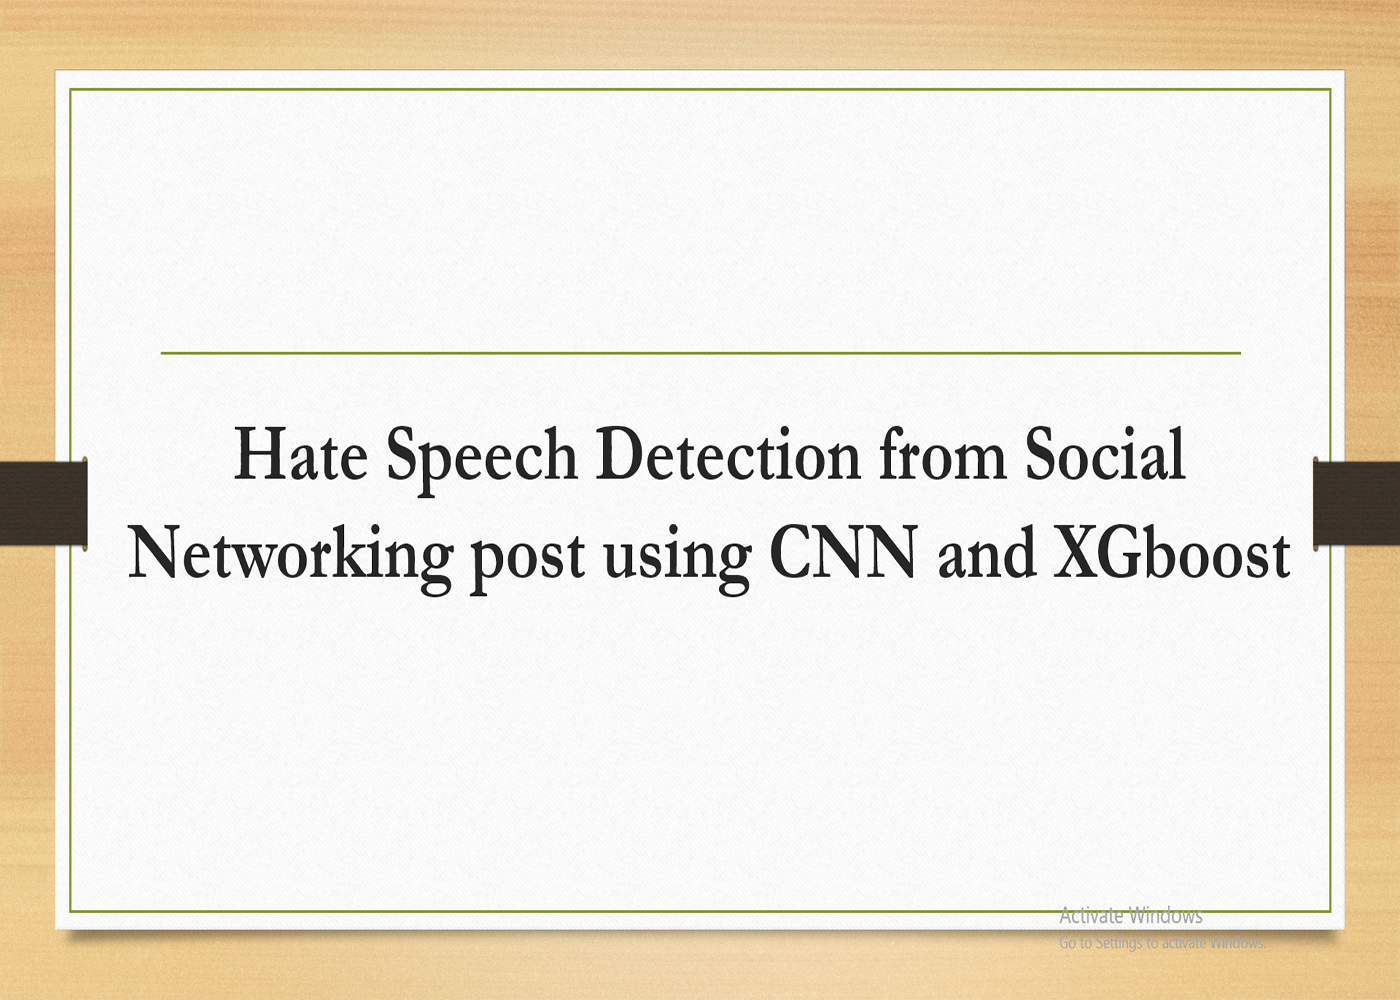 Hate Speech Detection from Social
Networking post using CNN and XGboost
Activate Windows
Go to Settings to activate Windows.